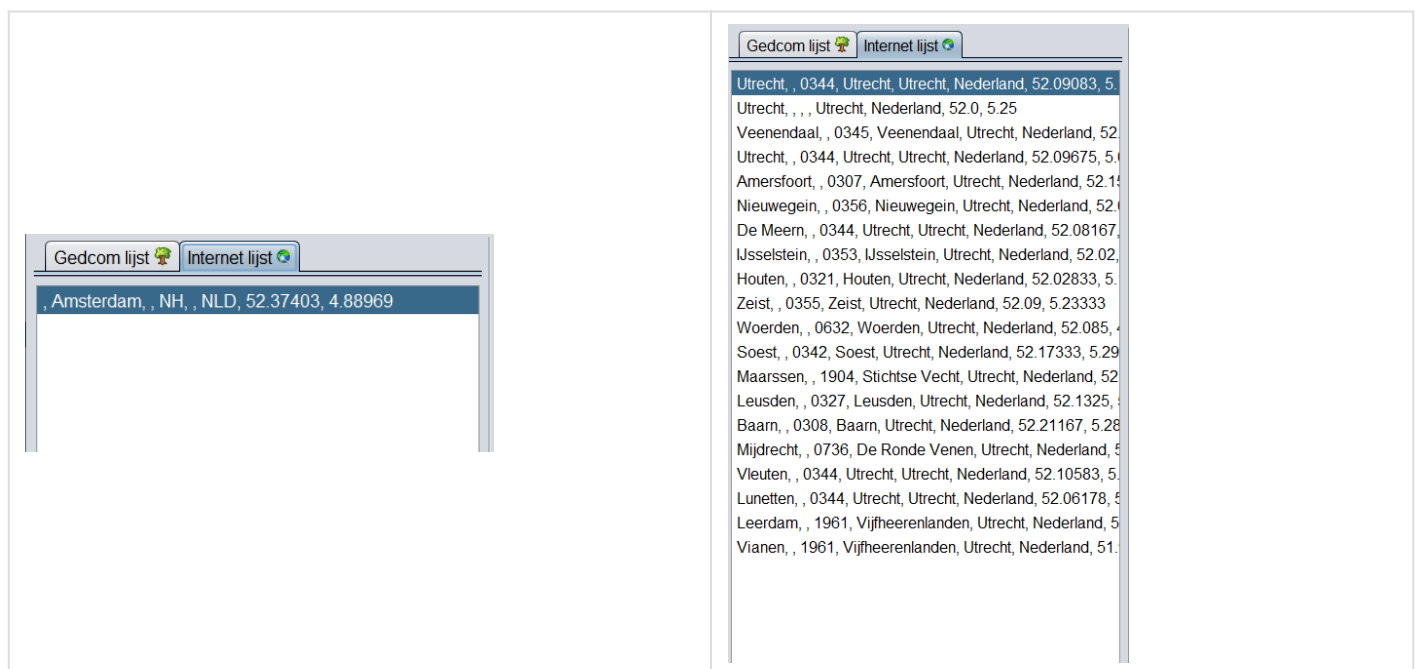 Gedcom lijst Internet lijst
, Amsterdam, , NH, , NLD, 52.37403, 4.88969
Gedcom lijst Internet lijst
Utrecht, , 0344, Utrecht, Utrecht, Nederland, 52.09083, 5.
Utrecht, , , , Utrecht, Nederland, 52.0, 5.25
Veenendaal, , 0345, Veenendaal, Utrecht, Nederland, 52.
Utrecht, , 0344, Utrecht, Utrecht, Nederland, 52.09675, 5.
Amersfoort, , 0307, Amersfoort, Utrecht, Nederland, 52.1
Nieuwegein, , 0356, Nieuwegein, Utrecht, Nederland, 52.
De Meern, , 0344, Utrecht, Utrecht, Nederland, 52.08167,
IJsselstein, , 0353, IJsselstein, Utrecht, Nederland, 52.02,
Houten, , 0321, Houten, Utrecht, Nederland, 52.02833, 5.
Zeist, , 0355, Zeist, Utrecht, Nederland, 52.09, 5.23333
Woerden, , 0632, Woerden, Utrecht, Nederland, 52.085,
Soest, , 0342, Soest, Utrecht, Nederland, 52.17333, 5.29
Maarssen, , 1904, Stichtse Vecht, Utrecht, Nederland, 52
Leusden, , 0327, Leusden, Utrecht, Nederland, 52.1325,
Baarn, , 0308, Baarn, Utrecht, Nederland, 52.21167, 5.28
Mijdrecht, , 0736, De Ronde Venen, Utrecht, Nederland,
Vleuten, , 0344, Utrecht, Utrecht, Nederland, 52.10583, 5.
Lunetten, , 0344, Utrecht, Utrecht, Nederland, 52.06178,
Leerdam, , 1961, Vijfheerenlanden, Utrecht, Nederland, 5
Vianen, , 1961, Vijfheerenlanden, Utrecht, Nederland, 51.